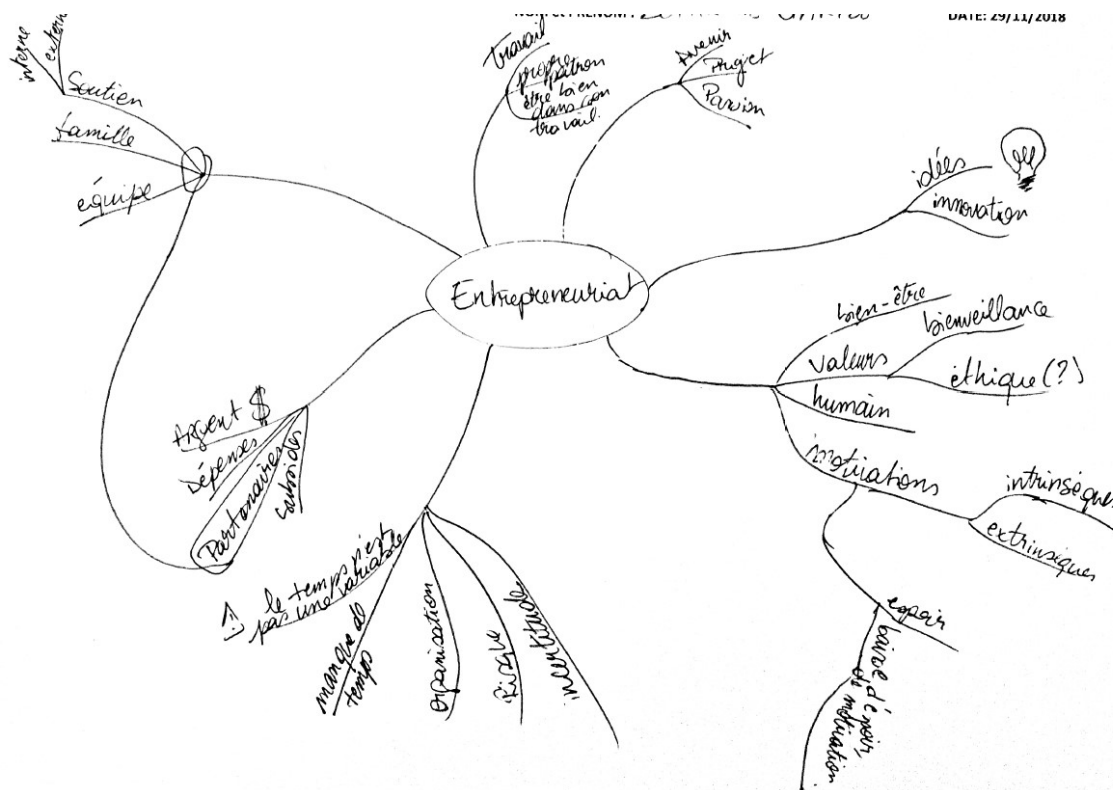 DATE: 29/11/2018
interne
externe
Soutien
famille
équipe
travail
propre
patron
être bien
dans son
travail.
Avenir
Projet
Passion
idées
innovation
Entrepreneuriat
bien-être
valeurs
bienveillance
éthique (?)
humain
motivations
intrinsèques
extrinsèques
espoir
baisse d'espoir,
de motivation
Argent $
Dépenses
Partenaires
subsides
le temps n'est
pas une variable
manque de
temps
Organisation
Risque
incertitude